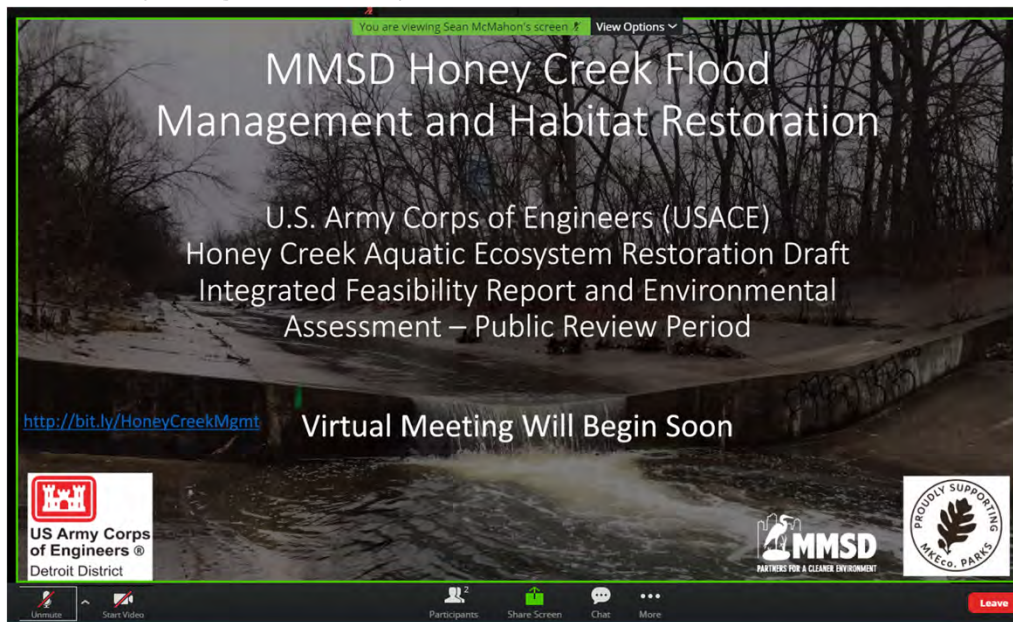 You are viewing Sean McMahon's screen
View Options
MMSD Honey Creek Flood
Management and Habitat Restoration
U.S. Army Corps of Engineers (USACE)
Honey Creek Aquatic Ecosystem Restoration Draft
Integrated Feasibility Report and Environmental
Assessment – Public Review Period
http://bit.ly/HoneyCreekMgmt
Virtual Meeting Will Begin Soon
US Army Corps
of Engineers ®
Detroit District
MMSD
PARTNERS FOR A CLEANER ENVIRONMENT
PROUDLY SUPPORTING
MKECo. PARKS
Unmute
Start Video
2
Participants
Share Screen
Chat
More
Leave